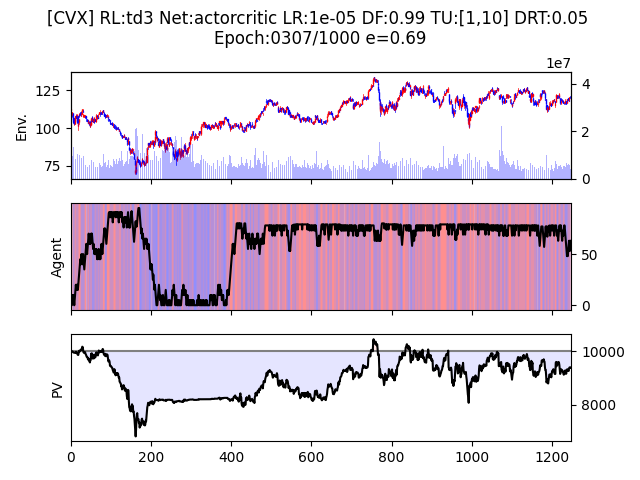 [CVX] RL:td3 Net:actorcritic LR:1e-05 DF:0.99 TU:[1,10] DRT:0.05
Epoch:0307/1000 e=0.69
1e7
125
100
75
Env.
4
2
0
Agent
50
0
PV
10000
8000
0
200
400
600
800
1000
1200